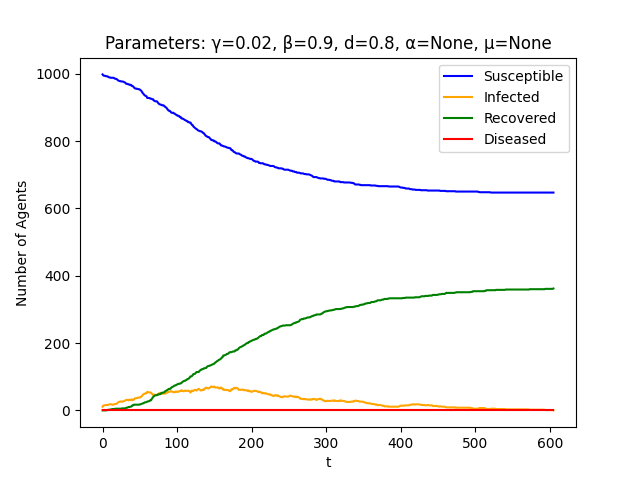 Parameters: γ=0.02, β=0.9, d=0.8, α=None, μ=None
1000
800
600
400
200
0
Number of Agents
Susceptible
Infected
Recovered
Diseased
0 100 200 300 400 500 600
t